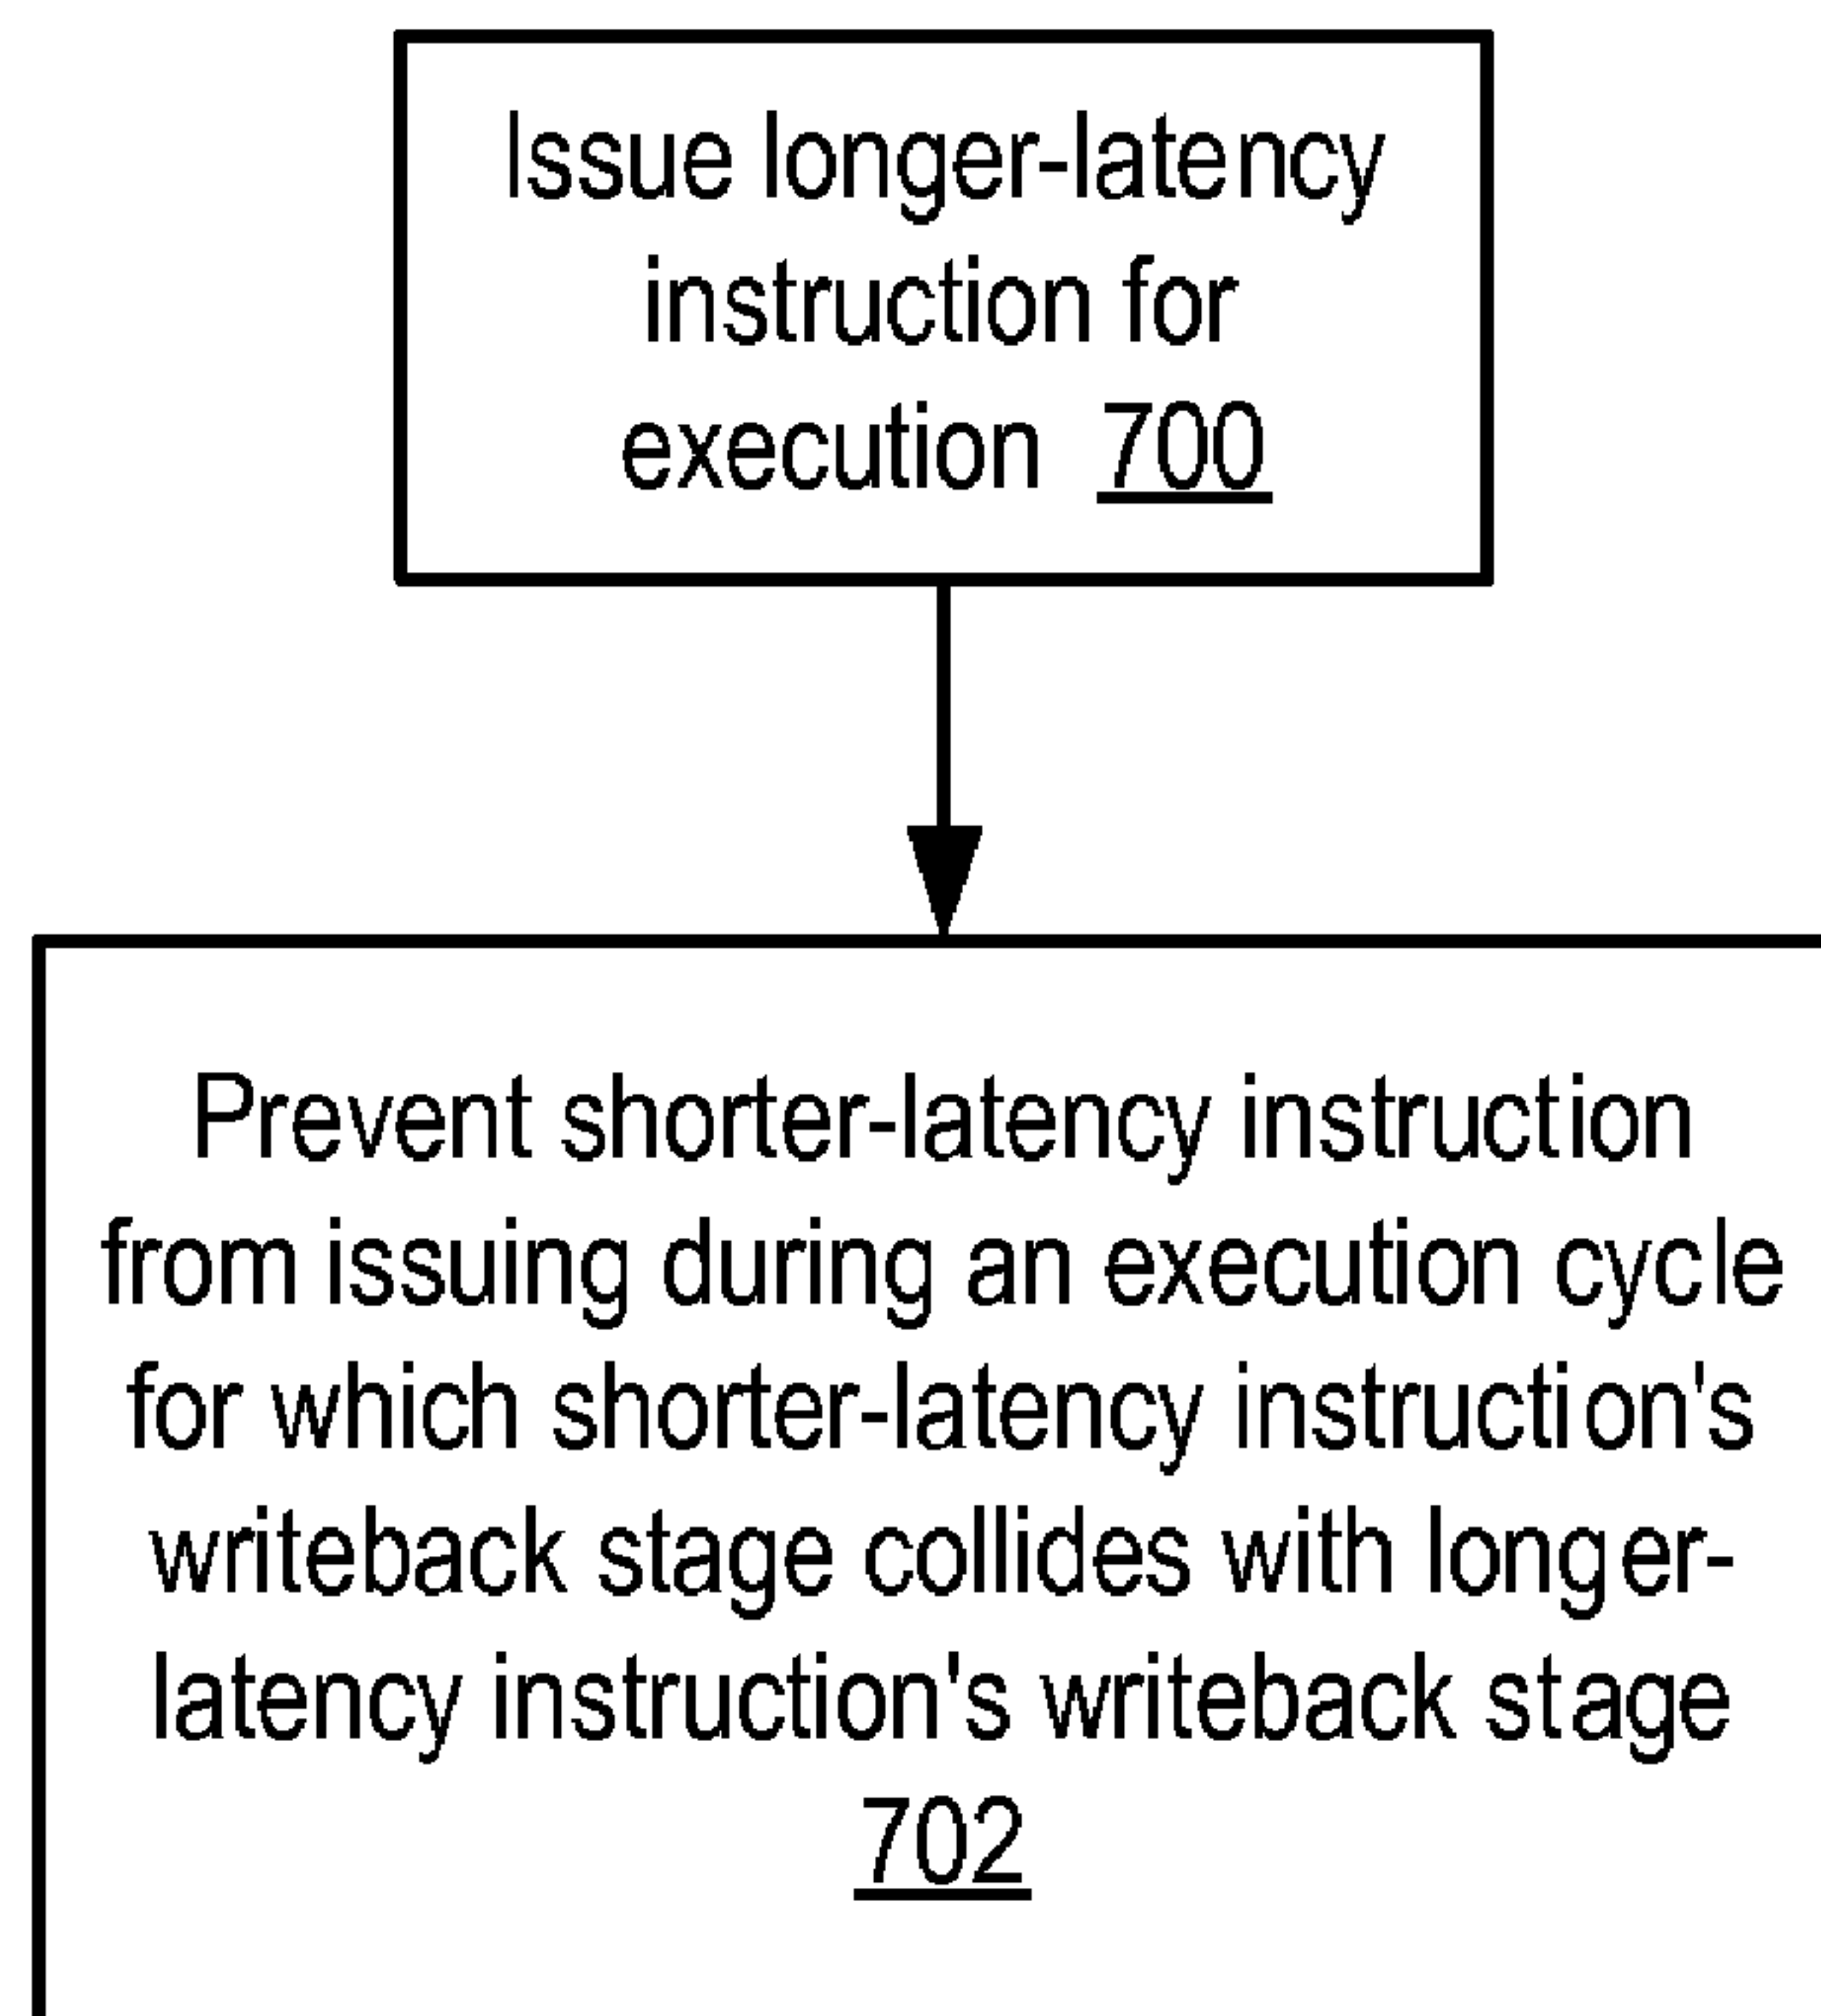 Issue longer-latency
instruction for
execution 700
Prevent shorter-latency instruction
from issuing during an execution cycle
for which shorter-latency instruction's
writeback stage collides with longer-
latency instruction's writeback stage
702